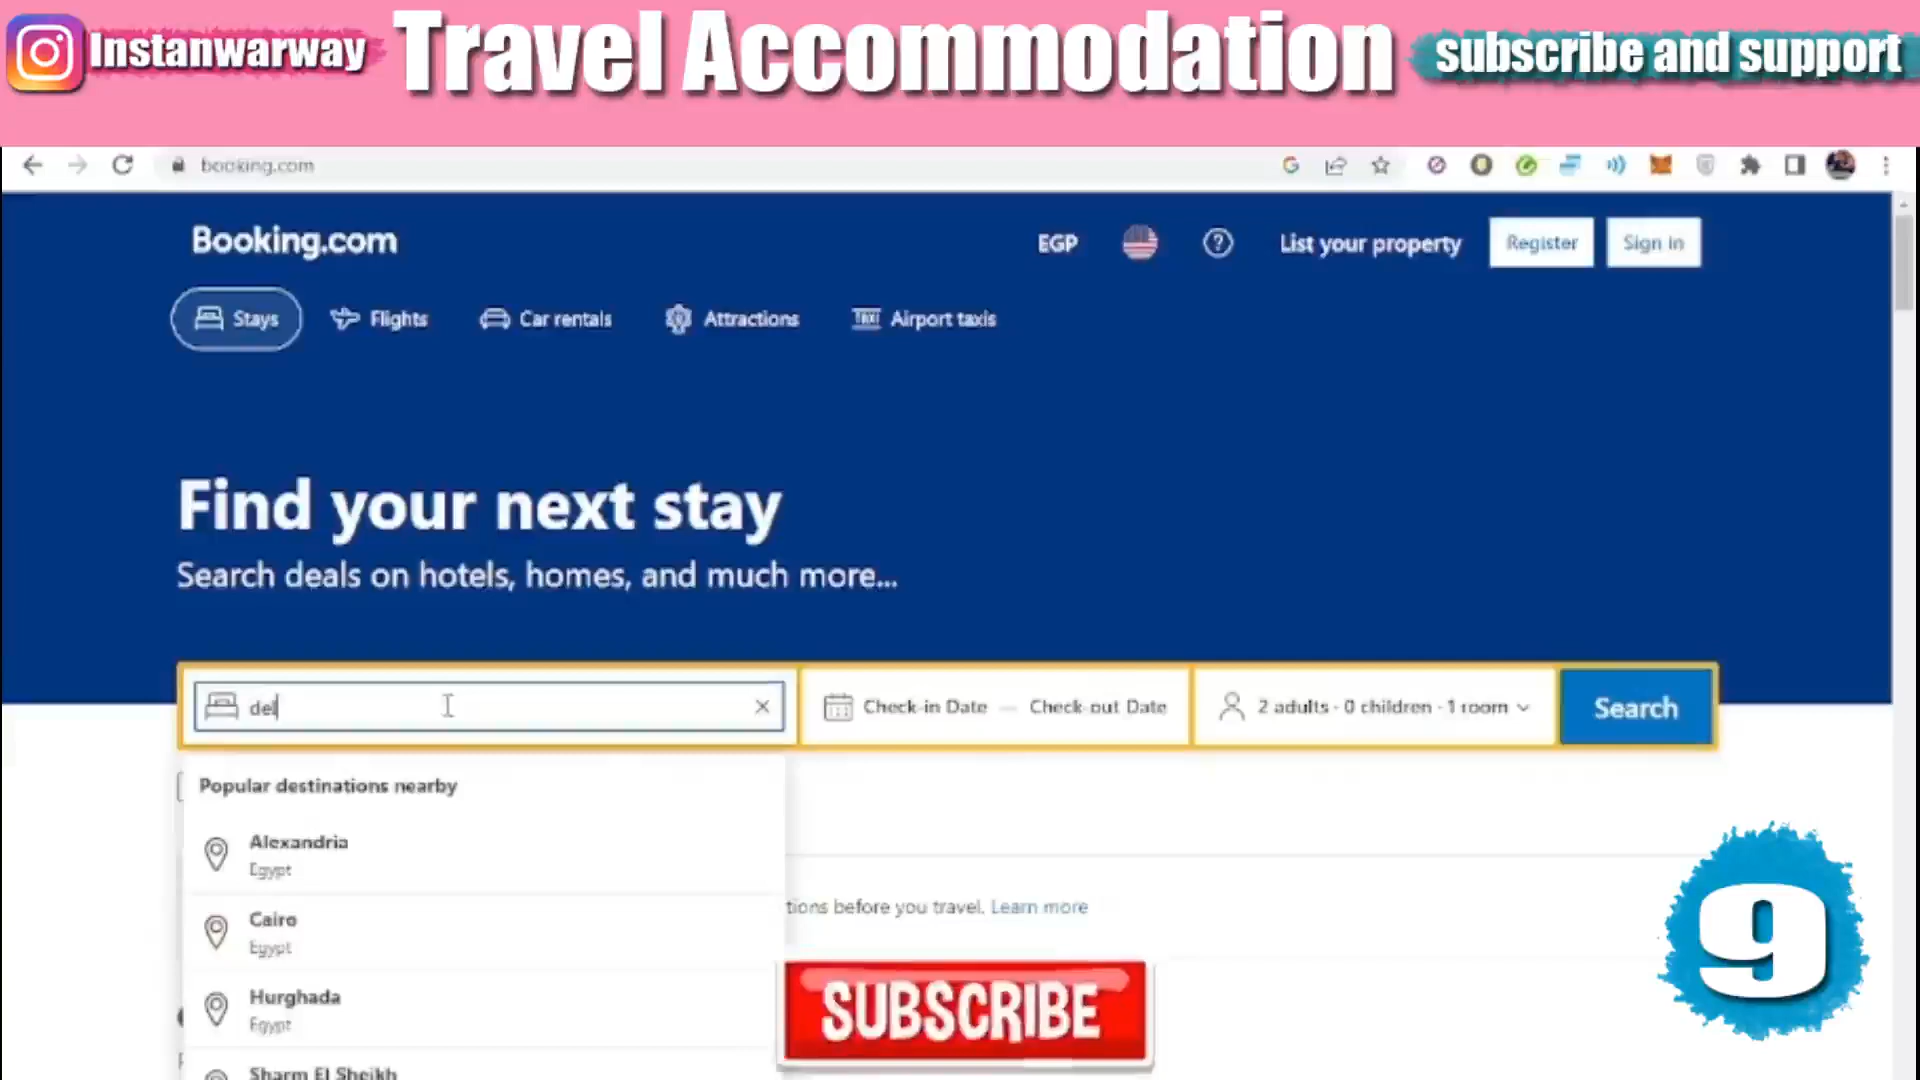 Instanwarway
Travel Accommodation
subscribe and support
booking.com
Booking.com
EGP
List your property
Register
Sign in
Stays
Flights
Car rentals
Attractions
Airport taxis
Find your next stay
Search deals on hotels, homes, and much more...
del
Check-in Date — Check-out Date
2 adults · 0 children · 1 room
Search
Popular destinations nearby
Alexandria
Egypt
Cairo
Egypt
tions before you travel. Learn more
Hurghada
Egypt
Sharm El Sheikh
SUBSCRIBE
9